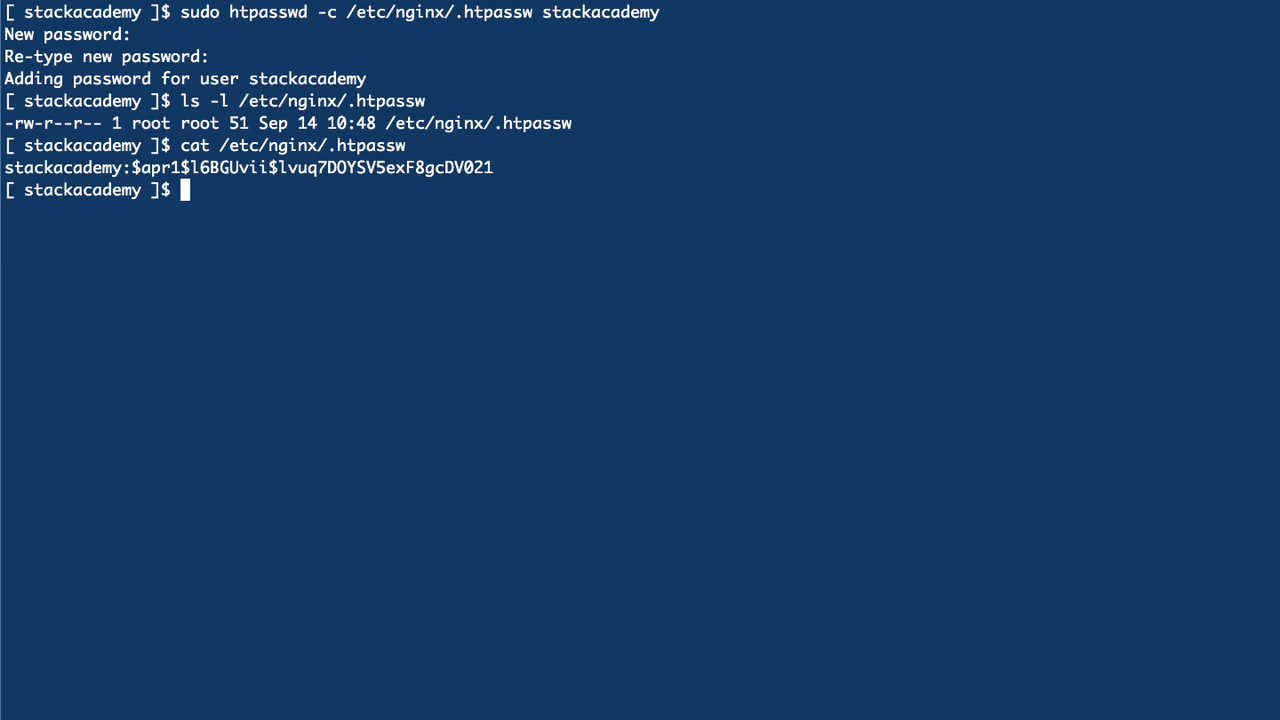 [ stackacademy ]$ sudo htpasswd -c /etc/nginx/.htpassw stackacademy
New password:
Re-type new password:
Adding password for user stackacademy
[ stackacademy ]$ ls -l /etc/nginx/.htpassw
-rw-r--r-- 1 root root 51 Sep 14 10:48 /etc/nginx/.htpassw
[ stackacademy ]$ cat /etc/nginx/.htpassw
stackacademy:$apr1$l6BGUvii$lvuq7DOYSV5exF8gcDV021
[ stackacademy ]$